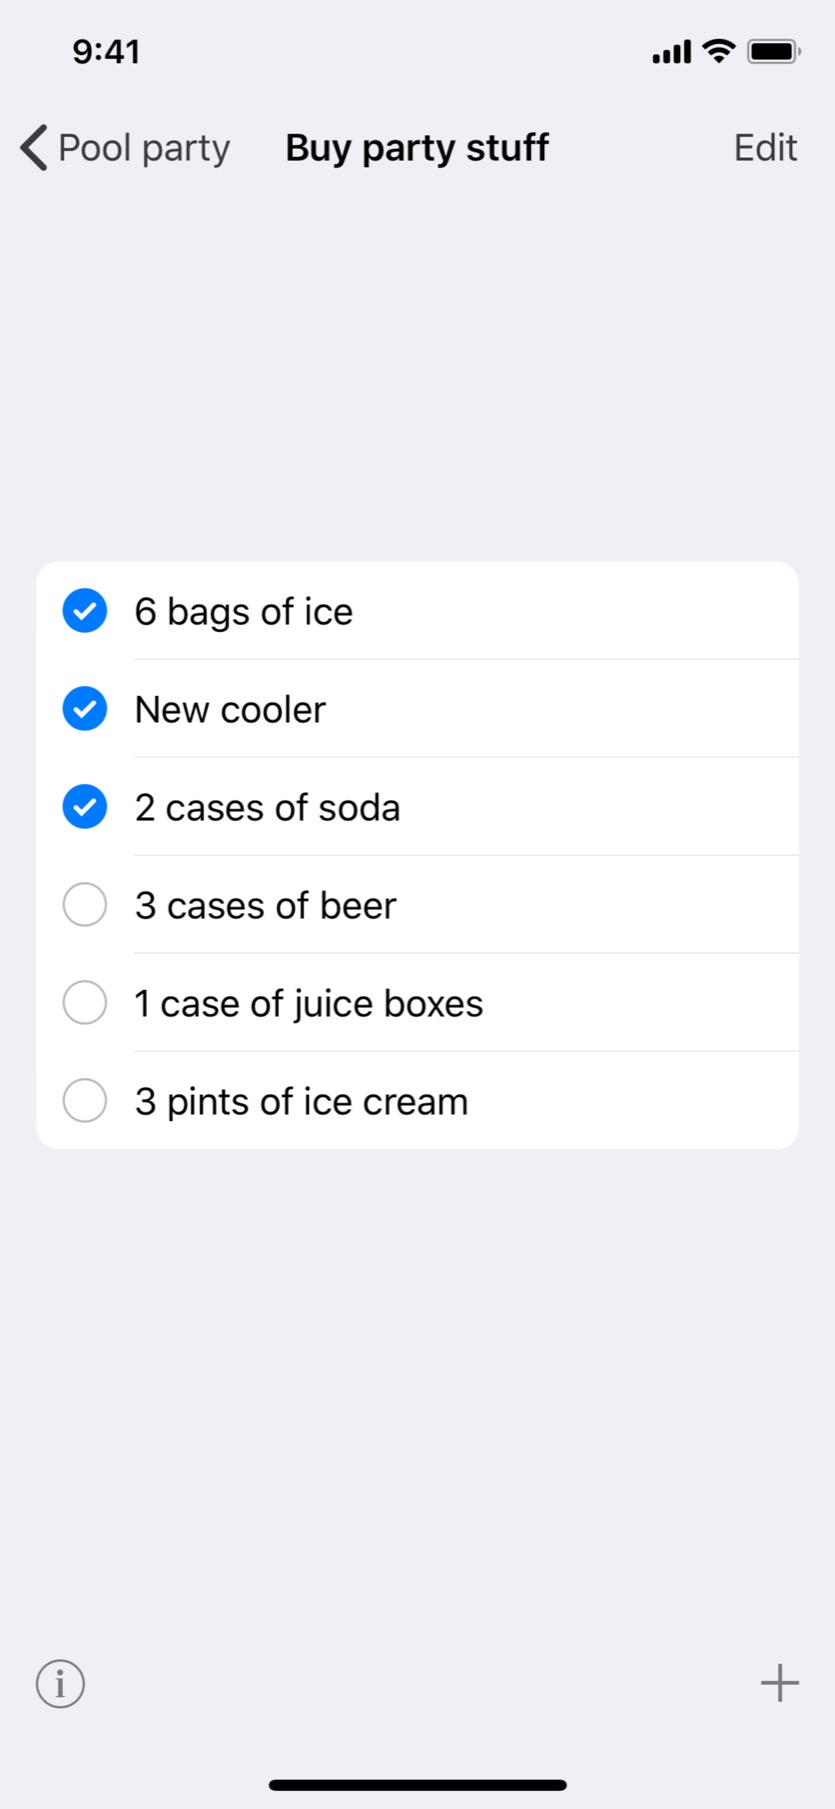 9:41
Pool party
Buy party stuff
Edit
6 bags of ice
New cooler
2 cases of soda
3 cases of beer
1 case of juice boxes
3 pints of ice cream